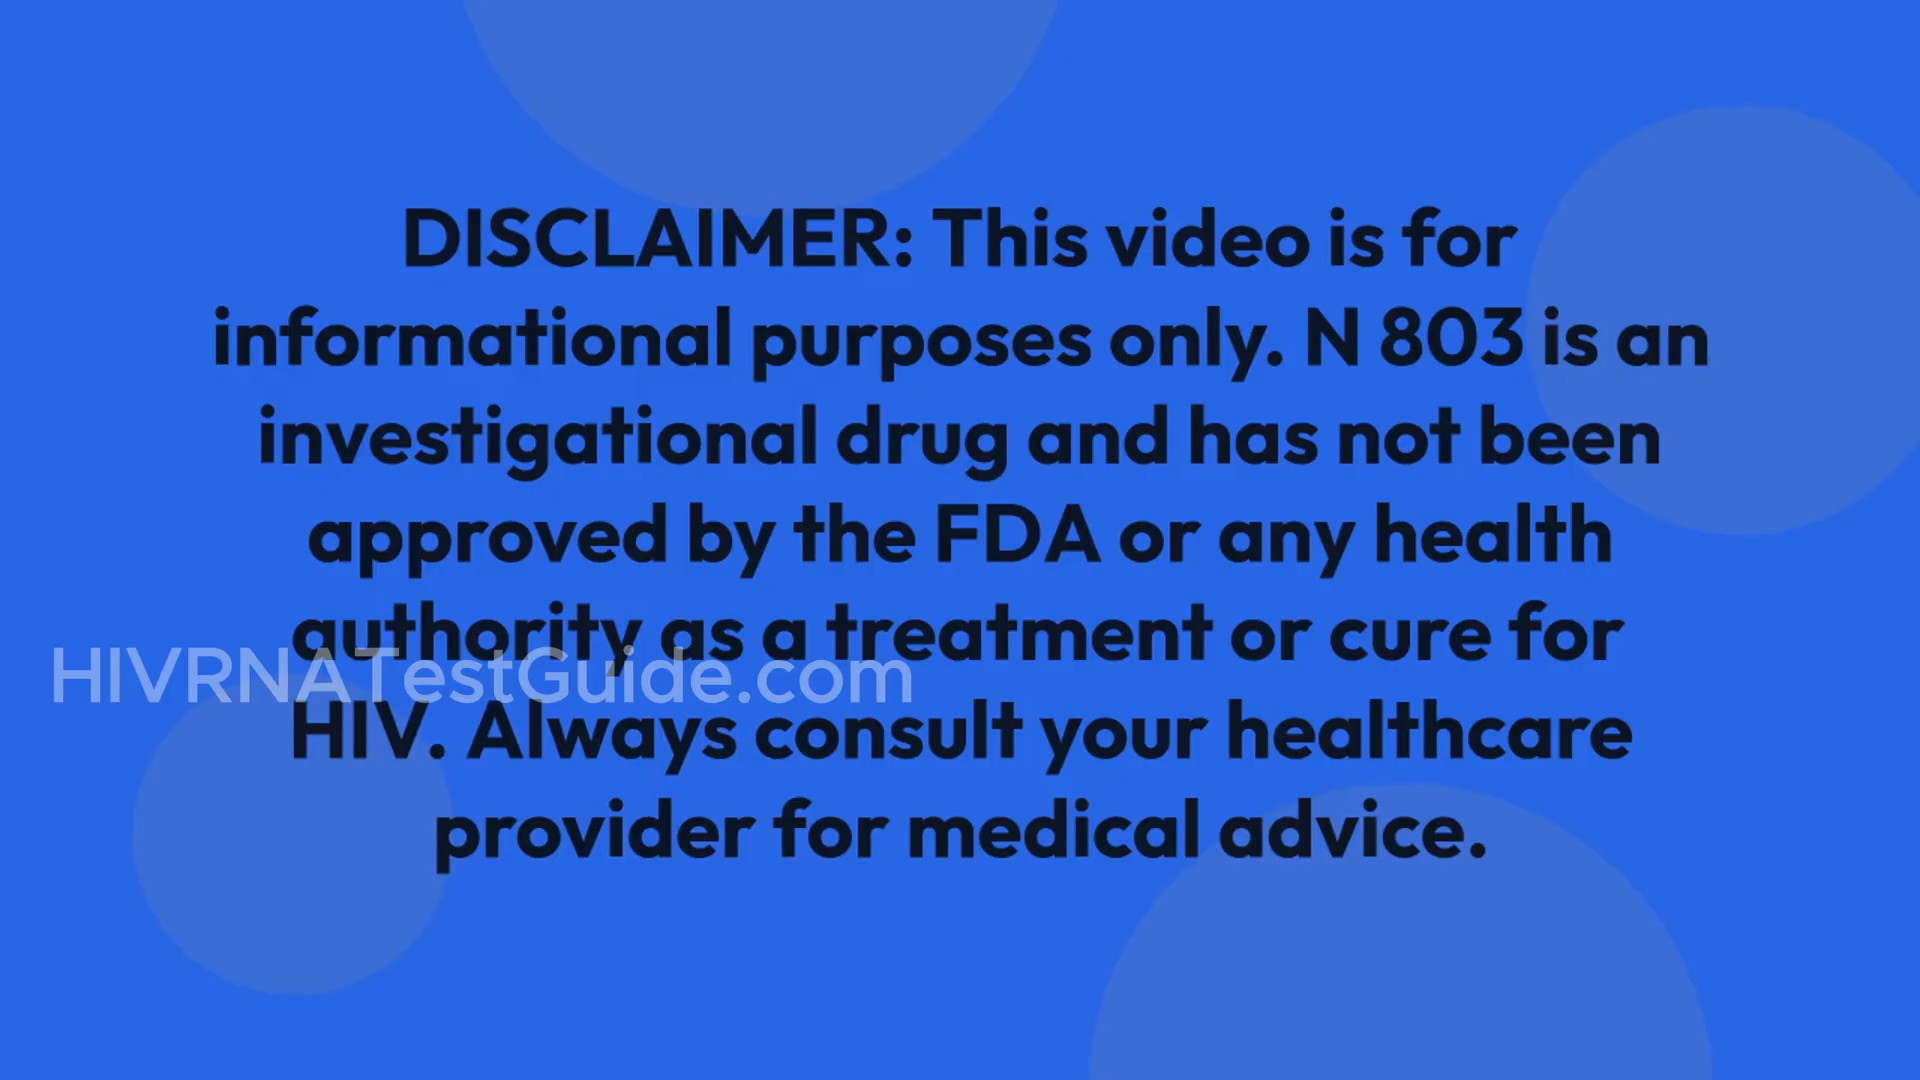 DISCLAIMER: This video is for
informational purposes only. N 803 is an
investigational drug and has not been
approved by the FDA or any health
authority as a treatment or cure for
HIVRNATestGuide.com
HIV. Always consult your healthcare
provider for medical advice.